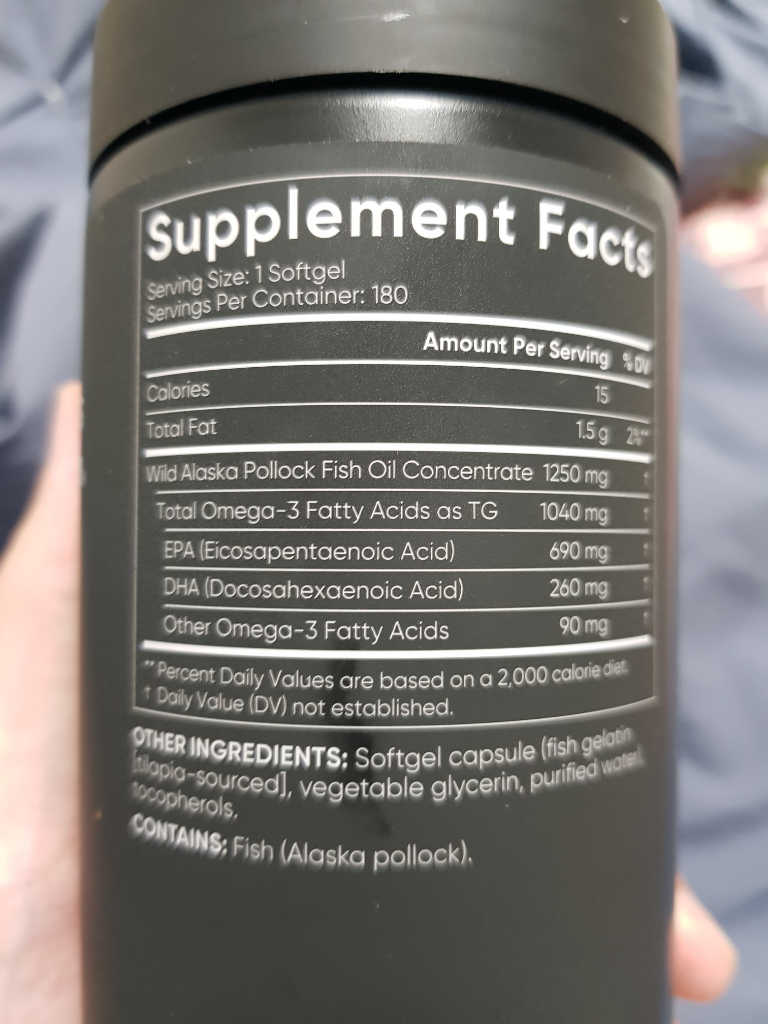 Supplement Facts
Serving Size: 1 Softgel
Servings Per Container: 180
Amount Per Serving % DV
Calories 15
Total Fat 1.5 g 2%**
Wild Alaska Pollock Fish Oil Concentrate 1250 mg †
Total Omega-3 Fatty Acids as TG 1040 mg †
EPA (Eicosapentaenoic Acid) 690 mg †
DHA (Docosahexaenoic Acid) 260 mg †
Other Omega-3 Fatty Acids 90 mg †
** Percent Daily Values are based on a 2,000 calorie diet.
† Daily Value (DV) not established.
OTHER INGREDIENTS: Softgel capsule (fish gelatin
[tilapia-sourced], vegetable glycerin, purified water),
tocopherols.
CONTAINS: Fish (Alaska pollock).